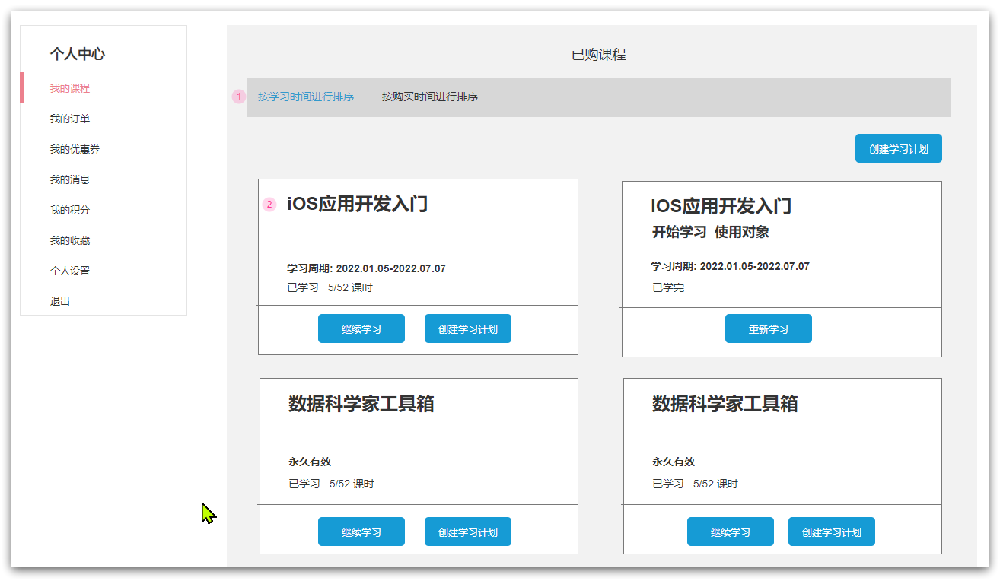 个人中心
我的课程
我的订单
我的优惠券
我的消息
我的积分
我的收藏
个人设置
退出
已购课程
1 按学习时间进行排序 按购买时间进行排序
创建学习计划
2 iOS应用开发入门
学习周期: 2022.01.05-2022.07.07
已学习 5/52 课时
继续学习 创建学习计划
iOS应用开发入门
开始学习 使用对象
学习周期: 2022.01.05-2022.07.07
已学完
重新学习
数据科学家工具箱
永久有效
已学习 5/52 课时
继续学习 创建学习计划
数据科学家工具箱
永久有效
已学习 5/52 课时
继续学习 创建学习计划